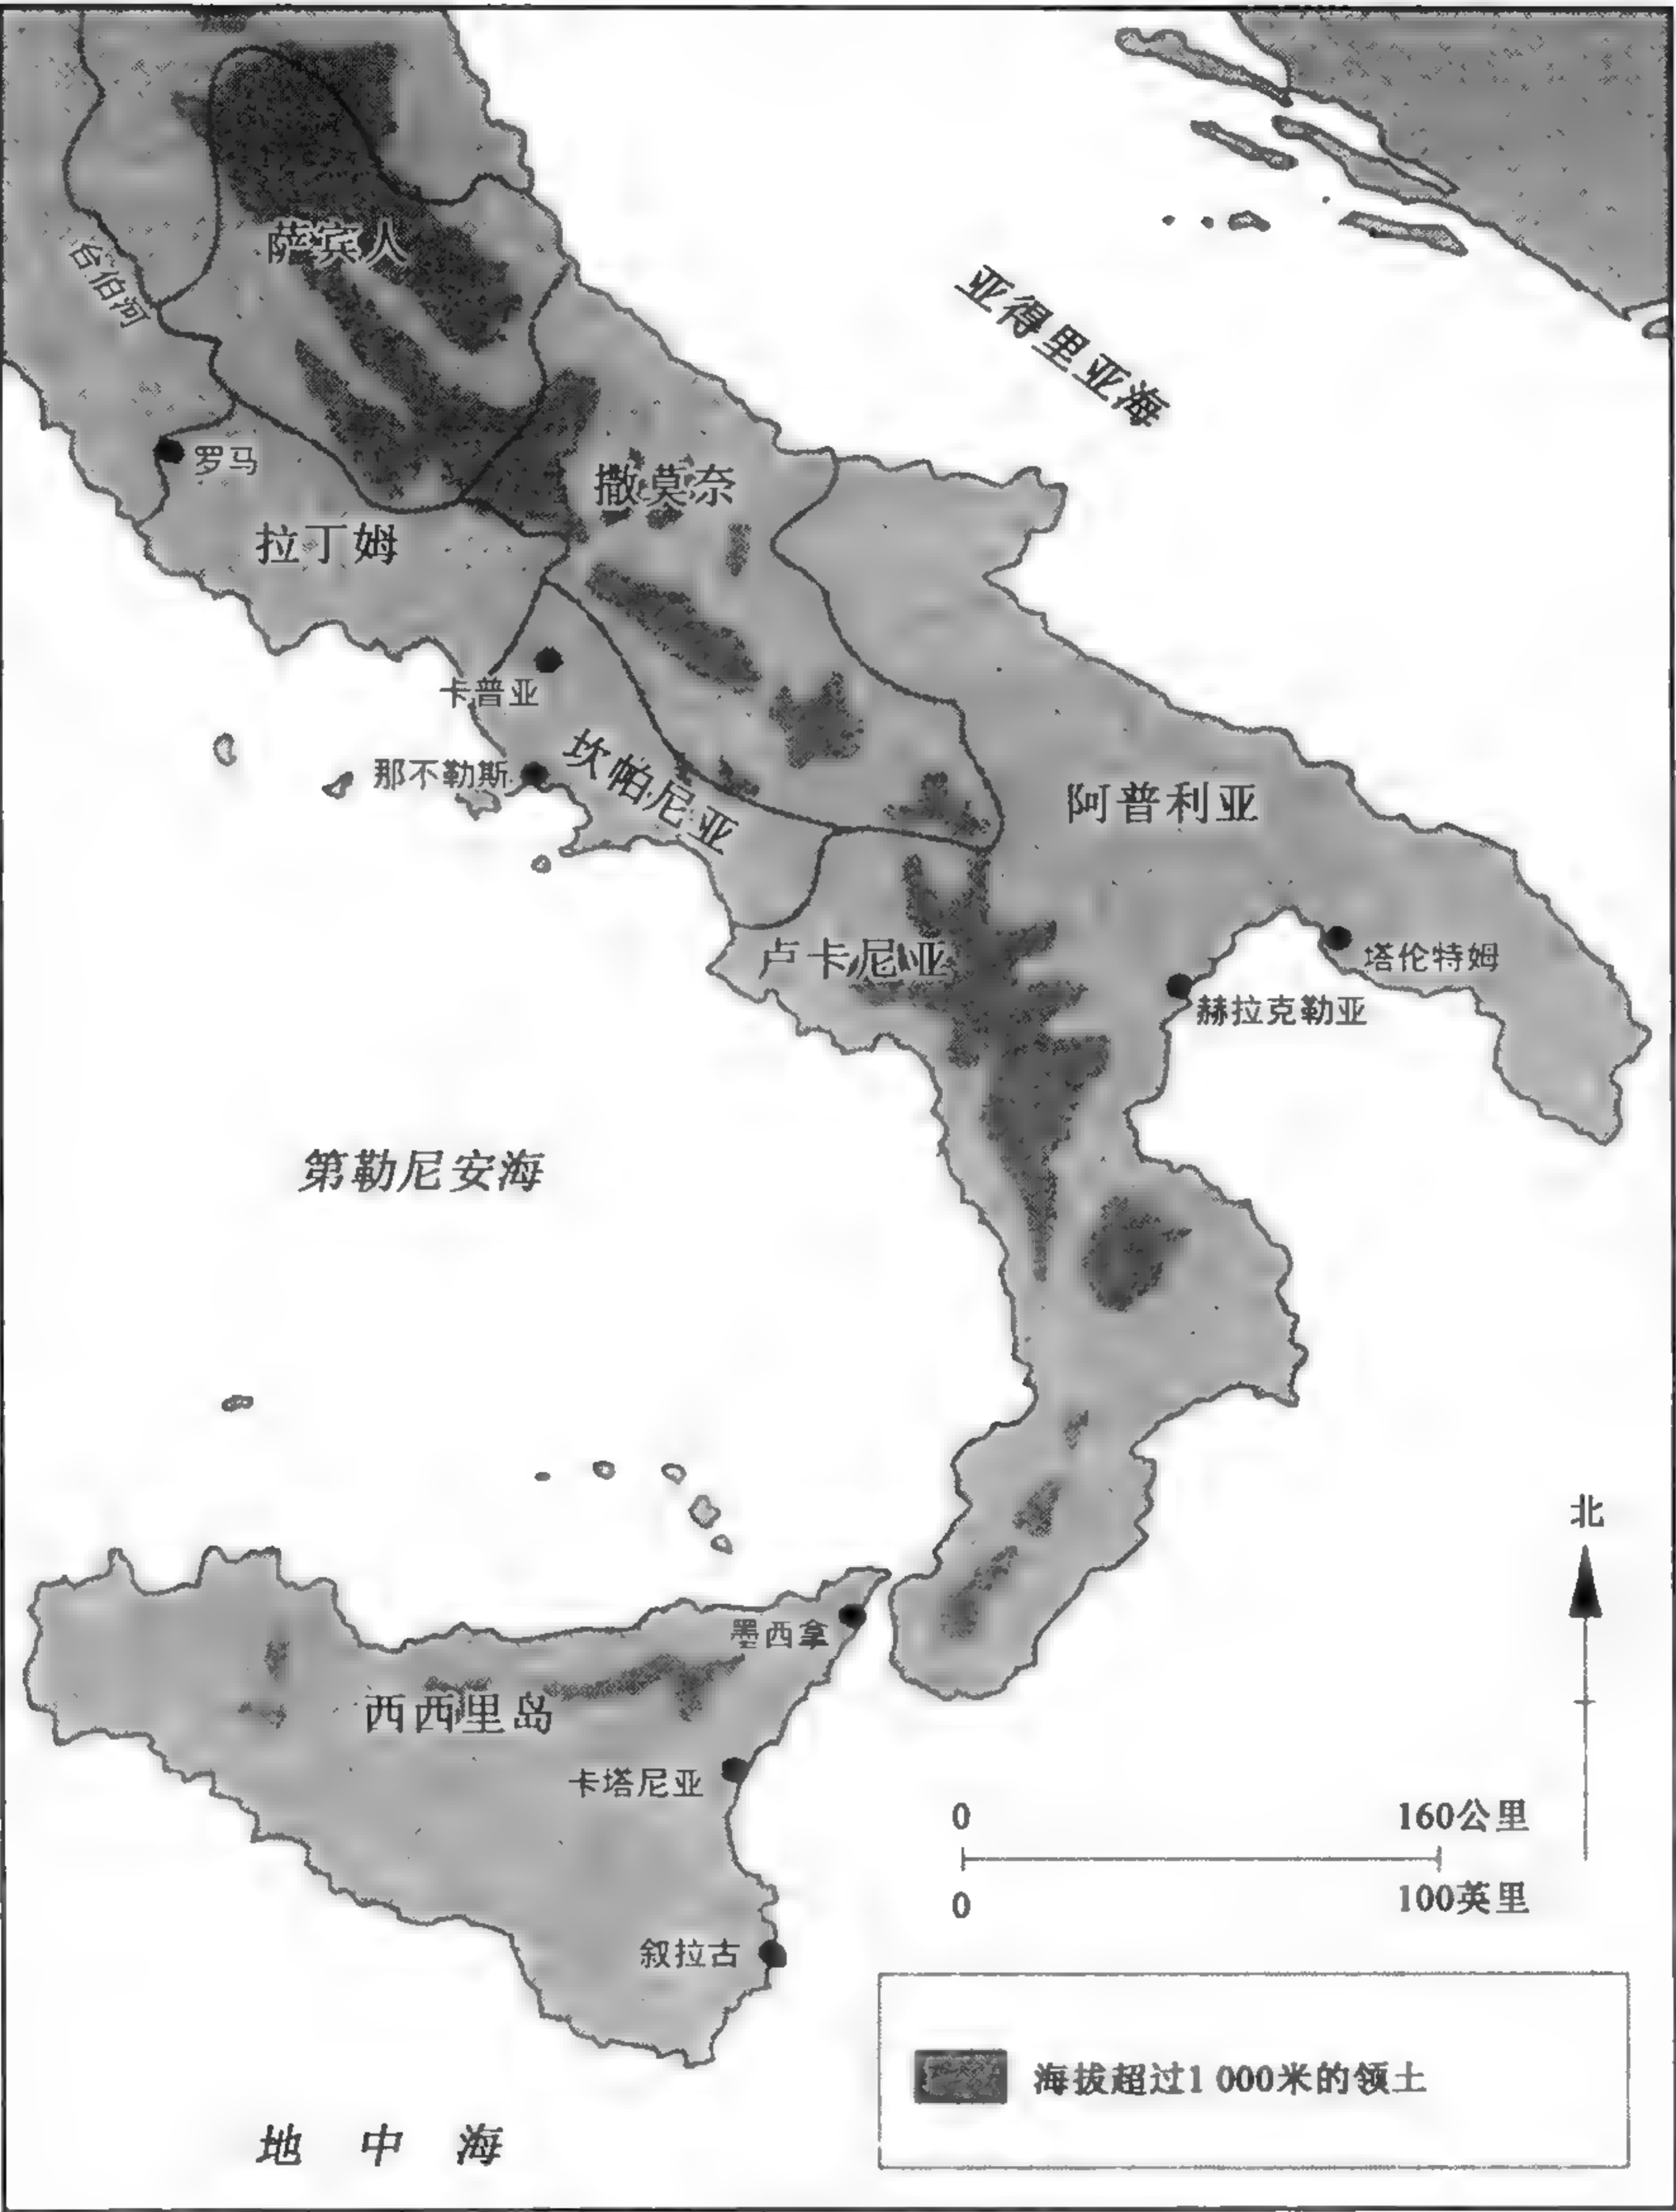 萨宾人
台伯河
亚得里亚海
罗马
撒莫奈
拉丁姆
卡普亚
那不勒斯
坎帕尼亚
阿普利亚
卢卡尼亚
塔伦特姆
赫拉克勒亚
第勒尼安海
北
墨西拿
西西里岛
卡塔尼亚
0 160公里
0 100英里
叙拉古
海拔超过1 000米的领土
地 中 海